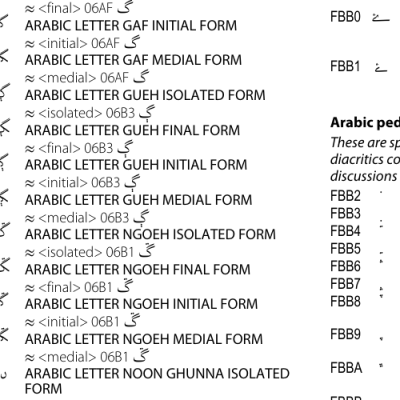 ≈ <final> 06AF گ
ARABIC LETTER GAF INITIAL FORM
≈ <initial> 06AF گ
ARABIC LETTER GAF MEDIAL FORM
≈ <medial> 06AF گ
ARABIC LETTER GUEH ISOLATED FORM
≈ <isolated> 06B3 ڳ
ARABIC LETTER GUEH FINAL FORM
≈ <final> 06B3 ڳ
ARABIC LETTER GUEH INITIAL FORM
≈ <initial> 06B3 ڳ
ARABIC LETTER GUEH MEDIAL FORM
≈ <medial> 06B3 ڳ
ARABIC LETTER NGOEH ISOLATED FORM
≈ <isolated> 06B1 ڱ
ARABIC LETTER NGOEH FINAL FORM
≈ <final> 06B1 ڱ
ARABIC LETTER NGOEH INITIAL FORM
≈ <initial> 06B1 ڱ
ARABIC LETTER NGOEH MEDIAL FORM
≈ <medial> 06B1 ڱ
ARABIC LETTER NOON GHUNNA ISOLATED
FORM
FBB0 ﮰ
FBB1 ﮱ
Arabic ped
These are sp
diacritics co
discussions
FBB2
FBB3
FBB4
FBB5
FBB6
FBB7
FBB8
FBB9
FBBA